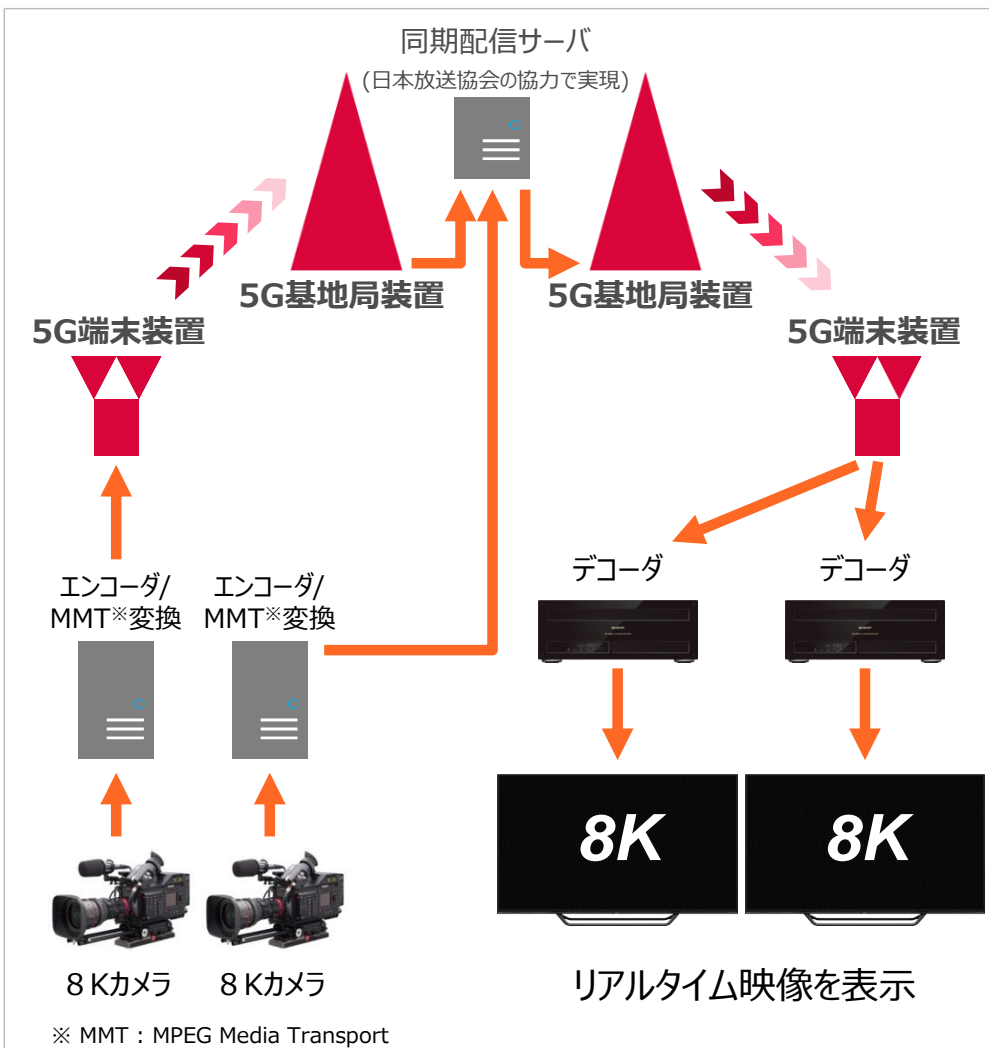 同期配信サーバ
(日本放送協会の協力で実現)
5G基地局装置
5G基地局装置
5G端末装置
5G端末装置
エンコーダ/
MMT※変換
エンコーダ/
MMT※変換
デコーダ
デコーダ
8K
8K
８Kカメラ
８Kカメラ
リアルタイム映像を表示
※ MMT：MPEG Media Transport